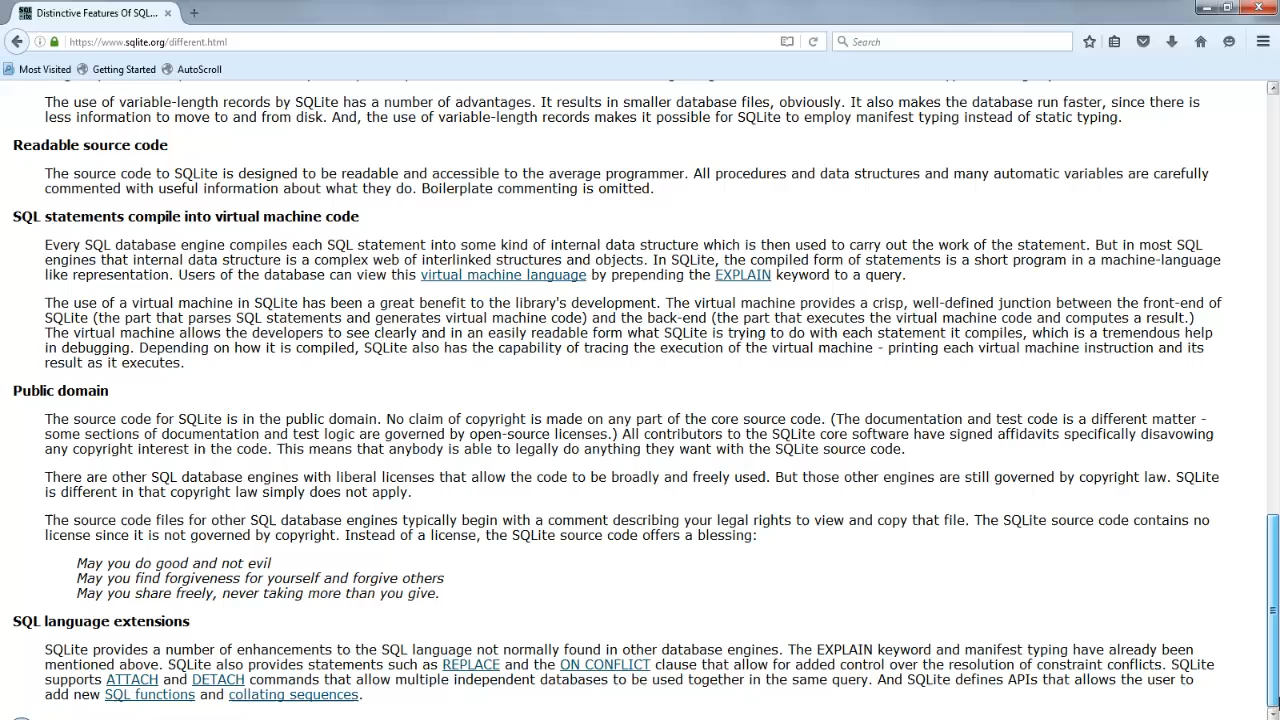 Distinctive Features Of SQL...
https://www.sqlite.org/different.html
Search
Most Visited Getting Started AutoScroll
The use of variable-length records by SQLite has a number of advantages. It results in smaller database files, obviously. It also makes the database run faster, since there is
less information to move to and from disk. And, the use of variable-length records makes it possible for SQLite to employ manifest typing instead of static typing.
Readable source code
The source code to SQLite is designed to be readable and accessible to the average programmer. All procedures and data structures and many automatic variables are carefully
commented with useful information about what they do. Boilerplate commenting is omitted.
SQL statements compile into virtual machine code
Every SQL database engine compiles each SQL statement into some kind of internal data structure which is then used to carry out the work of the statement. But in most SQL
engines that internal data structure is a complex web of interlinked structures and objects. In SQLite, the compiled form of statements is a short program in a machine-language
like representation. Users of the database can view this virtual machine language by prepending the EXPLAIN keyword to a query.
The use of a virtual machine in SQLite has been a great benefit to the library's development. The virtual machine provides a crisp, well-defined junction between the front-end of
SQLite (the part that parses SQL statements and generates virtual machine code) and the back-end (the part that executes the virtual machine code and computes a result.)
The virtual machine allows the developers to see clearly and in an easily readable form what SQLite is trying to do with each statement it compiles, which is a tremendous help
in debugging. Depending on how it is compiled, SQLite also has the capability of tracing the execution of the virtual machine - printing each virtual machine instruction and its
result as it executes.
Public domain
The source code for SQLite is in the public domain. No claim of copyright is made on any part of the core source code. (The documentation and test code is a different matter -
some sections of documentation and test logic are governed by open-source licenses.) All contributors to the SQLite core software have signed affidavits specifically disavowing
any copyright interest in the code. This means that anybody is able to legally do anything they want with the SQLite source code.
There are other SQL database engines with liberal licenses that allow the code to be broadly and freely used. But those other engines are still governed by copyright law. SQLite
is different in that copyright law simply does not apply.
The source code files for other SQL database engines typically begin with a comment describing your legal rights to view and copy that file. The SQLite source code contains no
license since it is not governed by copyright. Instead of a license, the SQLite source code offers a blessing:
May you do good and not evil
May you find forgiveness for yourself and forgive others
May you share freely, never taking more than you give.
SQL language extensions
SQLite provides a number of enhancements to the SQL language not normally found in other database engines. The EXPLAIN keyword and manifest typing have already been
mentioned above. SQLite also provides statements such as REPLACE and the ON CONFLICT clause that allow for added control over the resolution of constraint conflicts. SQLite
supports ATTACH and DETACH commands that allow multiple independent databases to be used together in the same query. And SQLite defines APIs that allows the user to
add new SQL functions and collating sequences.